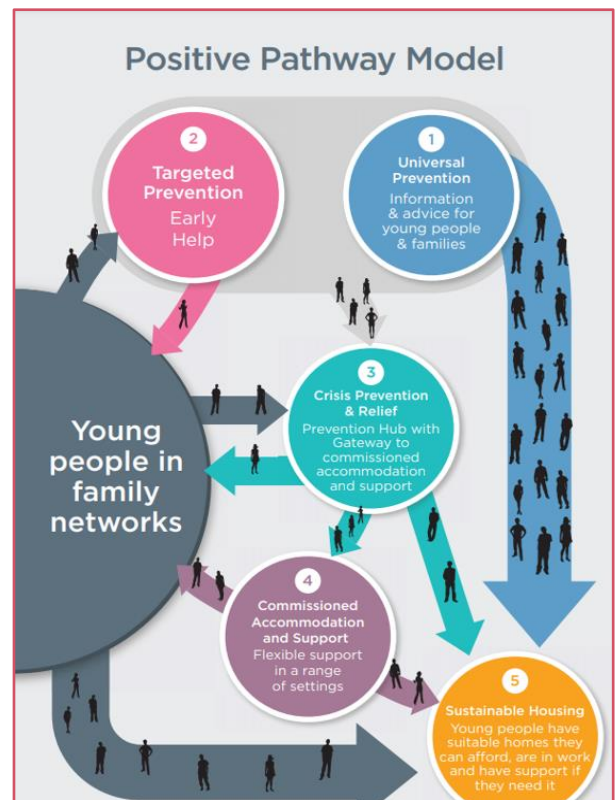 Positive Pathway Model
2
Targeted
Prevention
Early
Help
1
Universal
Prevention
Information
& advice for
young people
& families
3
Crisis Prevention
& Relief
Prevention Hub with
Gateway to
commissioned
accommodation
and support
Young
people in
family
networks
4
Commissioned
Accommodation
and Support
Flexible support
in a range
of settings
5
Sustainable Housing
Young people have
suitable homes they
can afford, are in work
and have support if
they need it